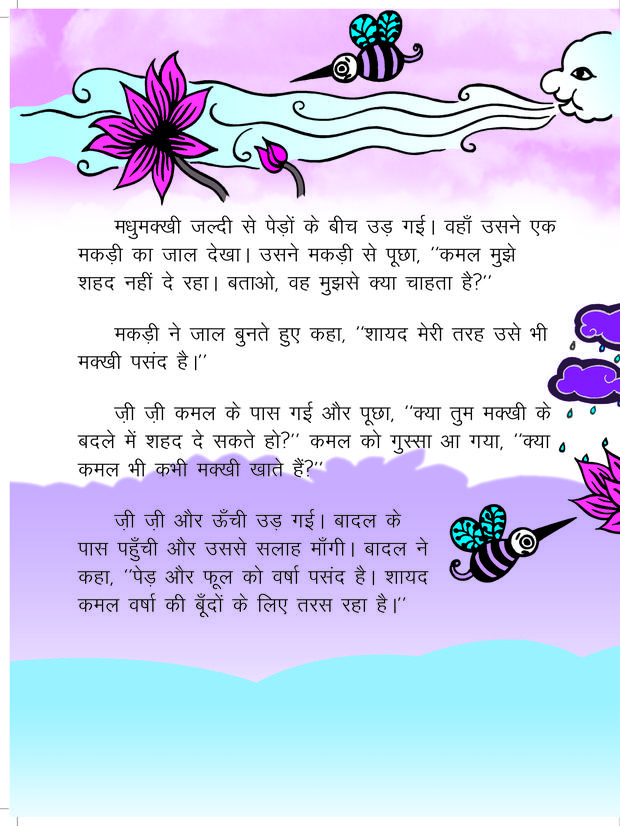 मधुमक्खी जल्दी से पेड़ों के बीच उड़ गई। वहाँ उसने एक
मकड़ी का जाल देखा। उसने मकड़ी से पूछा, ''कमल मुझे
शहद नहीं दे रहा। बताओ, वह मुझसे क्या चाहता है?''
मकड़ी ने जाल बुनते हुए कहा, ''शायद मेरी तरह उसे भी
मक्खी पसंद है।''
ज़ी ज़ी कमल के पास गई और पूछा, ''क्या तुम मक्खी के
बदले में शहद दे सकते हो?'' कमल को गुस्सा आ गया, ''क्या
कमल भी कभी मक्खी खाते हैं?''
ज़ी ज़ी और ऊँची उड़ गई। बादल के
पास पहुँची और उससे सलाह माँगी। बादल ने
कहा, ''पेड़ और फूल को वर्षा पसंद है। शायद
कमल वर्षा की बूँदों के लिए तरस रहा है।''